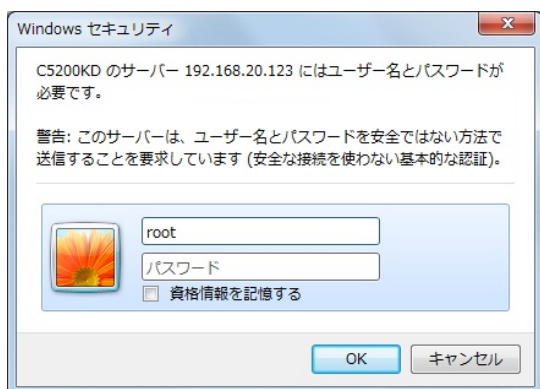 Windows セキュリティ
C5200KD のサーバー 192.168.20.123 にはユーザー名とパスワードが
必要です。
警告: このサーバーは、ユーザー名とパスワードを安全ではない方法で
送信することを要求しています (安全な接続を使わない基本的な認証)。
root
パスワード
資格情報を記憶する
OK
キャンセル